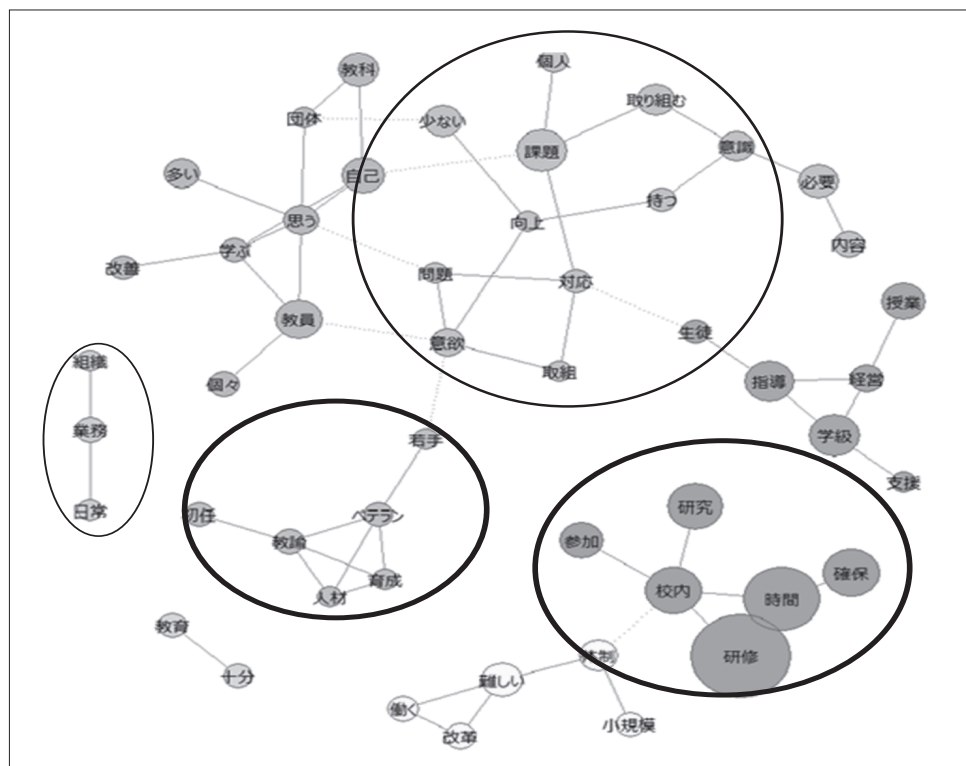 教科
個人
取り組む
団体
少ない
課題
意識
多い
自己
必要
持つ
思う
向上
学ぶ
内容
改善
問題
対応
授業
教員
意欲
生徒
組織
取組
指導
経営
個々
業務
若手
学級
支援
日常
初任
ベテラン
研究
教諭
参加
育成
人材
校内
時間
確保
教育
研修
体制
十分
難しい
働く
改革
小規模